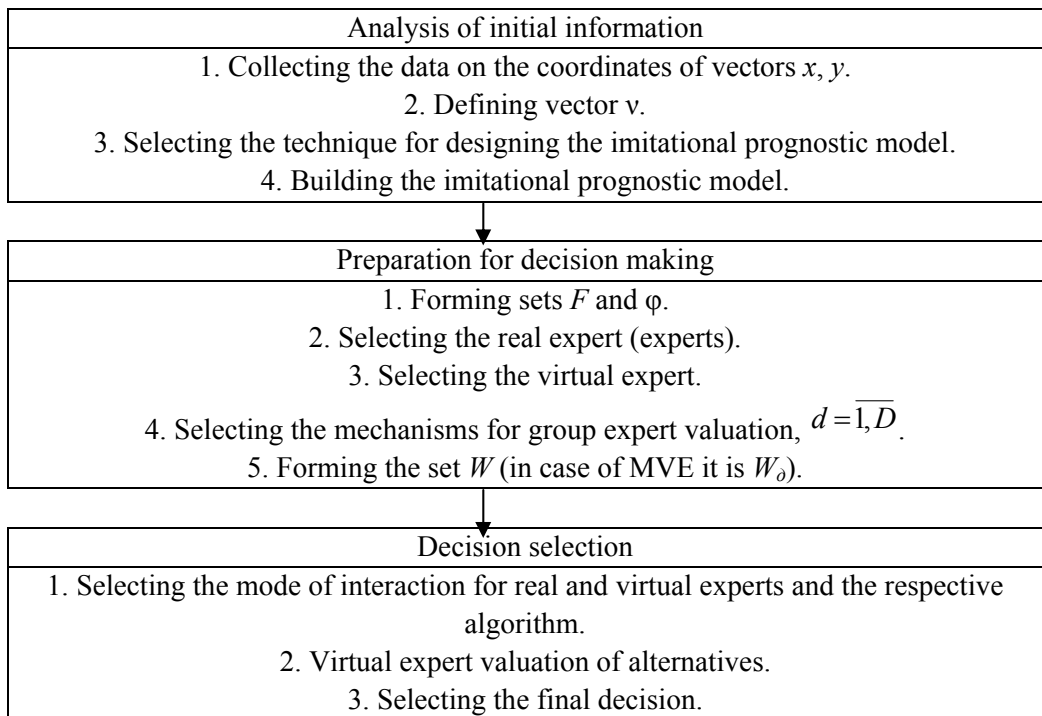 Analysis of initial information
1. Collecting the data on the coordinates of vectors x, y.
2. Defining vector ν.
3. Selecting the technique for designing the imitational prognostic model.
4. Building the imitational prognostic model.
Preparation for decision making
1. Forming sets F and φ.
2. Selecting the real expert (experts).
3. Selecting the virtual expert.
4. Selecting the mechanisms for group expert valuation, d = \overline{1,D}.
5. Forming the set W (in case of MVE it is W_∂).
Decision selection
1. Selecting the mode of interaction for real and virtual experts and the respective
algorithm.
2. Virtual expert valuation of alternatives.
3. Selecting the final decision.